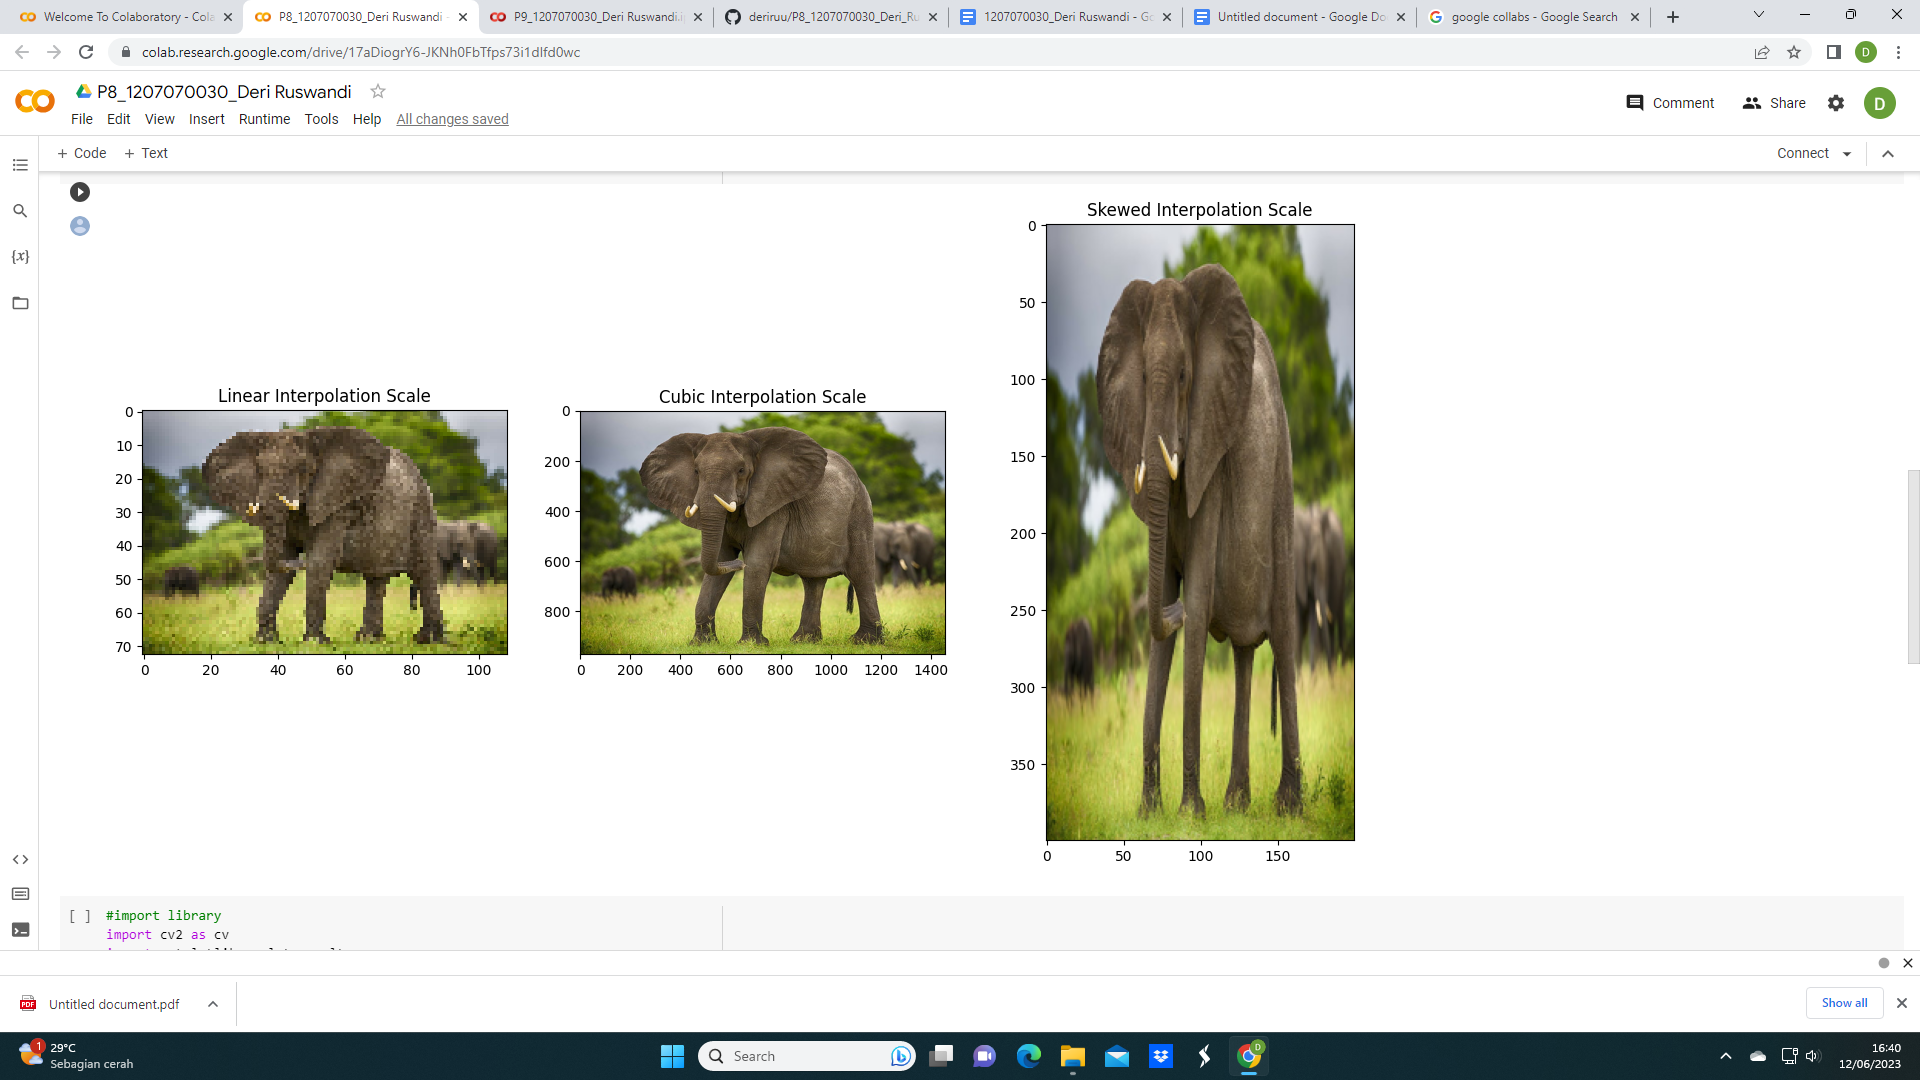 Welcome To Colaboratory - Cola
P8_1207070030_Deri Ruswandi -
P9_1207070030_Deri Ruswandi.i
deriruu/P8_1207070030_Deri_Ru
1207070030_Deri Ruswandi - Go
Untitled document - Google Do
google collabs - Google Search
colab.research.google.com/drive/17aDiogrY6-JKNh0FbTfps73i1dlfd0wc
D
P8_1207070030_Deri Ruswandi
File Edit View Insert Runtime Tools Help All changes saved
Comment
Share
D
+ Code + Text
Connect
{x}
Linear Interpolation Scale
0
10
20
30
40
50
60
70
0 20 40 60 80 100
Cubic Interpolation Scale
0
200
400
600
800
0 200 400 600 800 1000 1200 1400
Skewed Interpolation Scale
0
50
100
150
200
250
300
350
0 50 100 150
[ ] #import library
import cv2 as cv
PDF
Untitled document.pdf
Show all
1
29°C
Sebagian cerah
Search
D
16:40
12/06/2023